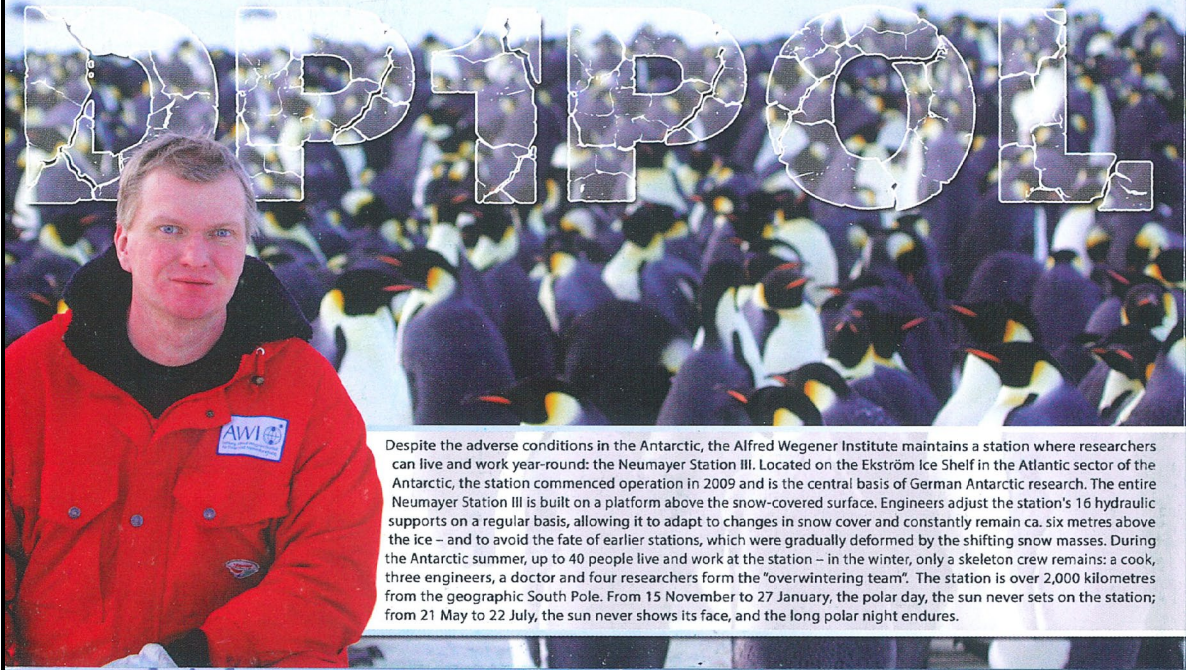 DP1POL
AWI
Despite the adverse conditions in the Antarctic, the Alfred Wegener Institute maintains a station where researchers
can live and work year-round: the Neumayer Station III. Located on the Ekström Ice Shelf in the Atlantic sector of the
Antarctic, the station commenced operation in 2009 and is the central basis of German Antarctic research. The entire
Neumayer Station III is built on a platform above the snow-covered surface. Engineers adjust the station's 16 hydraulic
supports on a regular basis, allowing it to adapt to changes in snow cover and constantly remain ca. six metres above
the ice – and to avoid the fate of earlier stations, which were gradually deformed by the shifting snow masses. During
the Antarctic summer, up to 40 people live and work at the station – in the winter, only a skeleton crew remains: a cook,
three engineers, a doctor and four researchers form the "overwintering team". The station is over 2,000 kilometres
from the geographic South Pole. From 15 November to 27 January, the polar day, the sun never sets on the station;
from 21 May to 22 July, the sun never shows its face, and the long polar night endures.